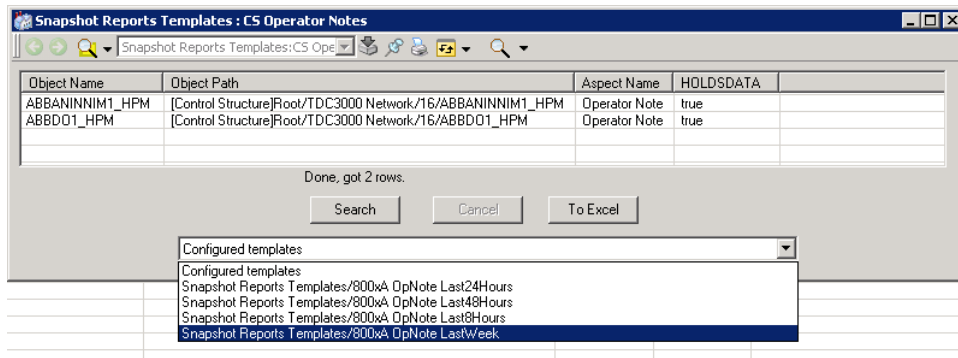 Snapshot Reports Templates : CS Operator Notes
Snapshot Reports Templates:CS Ope
Object Name Object Path Aspect Name HOLDSDATA
ABBANINNIM1_HPM [Control Structure]Root/TDC3000 Network/16/ABBANINNIM1_HPM Operator Note true
ABBDO1_HPM [Control Structure]Root/TDC3000 Network/16/ABBDO1_HPM Operator Note true
Done, got 2 rows.
Search Cancel To Excel
Configured templates
Configured templates
Snapshot Reports Templates/800xA OpNote Last24Hours
Snapshot Reports Templates/800xA OpNote Last48Hours
Snapshot Reports Templates/800xA OpNote Last8Hours
Snapshot Reports Templates/800xA OpNote LastWeek